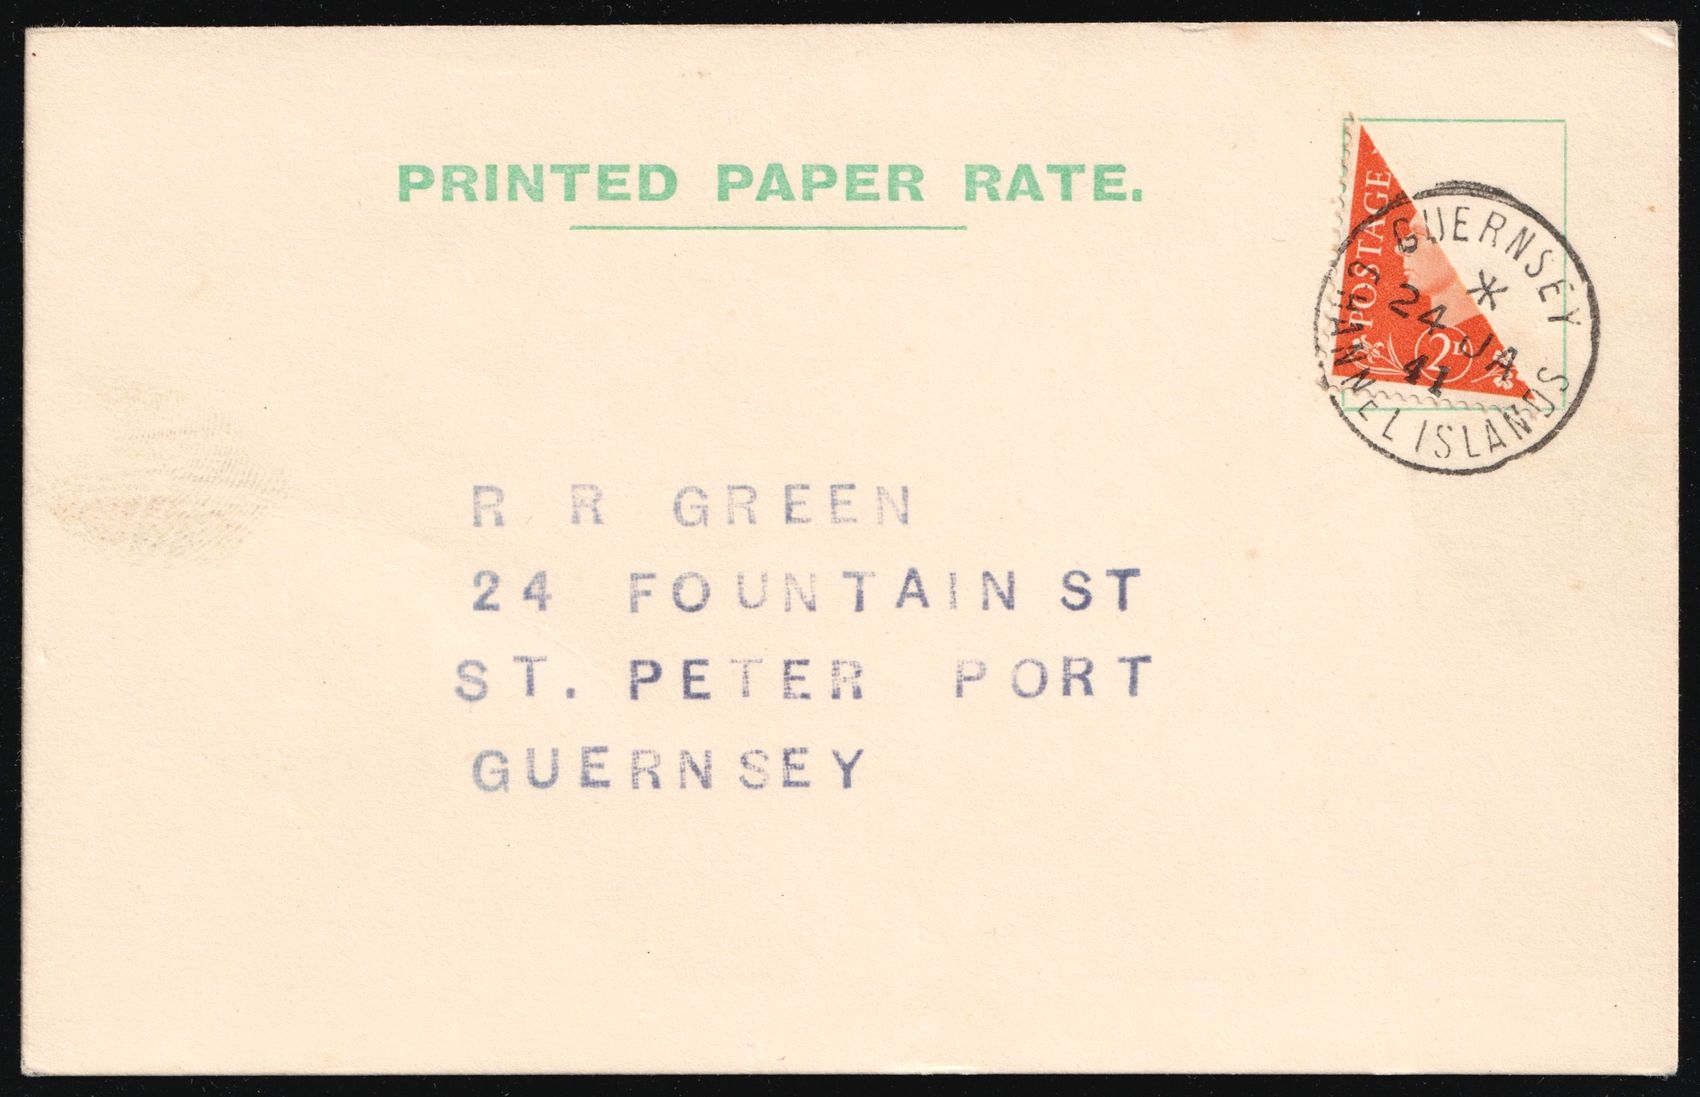 PRINTED PAPER RATE.
POSTAGE
2D
GUERNSEY
24 JA
41
CHANNEL ISLANDS
R R GREEN
24 FOUNTAIN ST
ST. PETER PORT
GUERNSEY